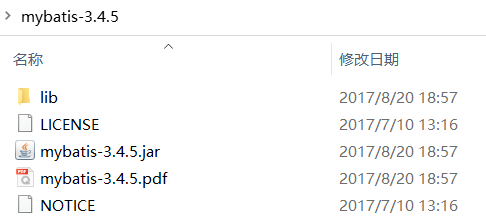 mybatis-3.4.5
名称 修改日期
lib 2017/8/20 18:57
LICENSE 2017/7/10 13:16
mybatis-3.4.5.jar 2017/8/20 18:57
PDF mybatis-3.4.5.pdf 2017/8/20 18:57
NOTICE 2017/7/10 13:16